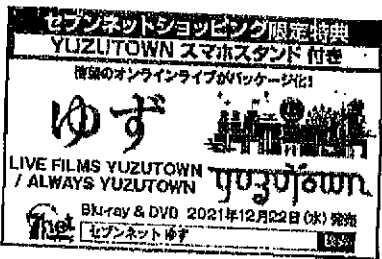 セブンネットショッピング限定特典
YUZUTOWN スマホスタンド 付き
待望のオンラインライブがパッケージ化!
ゆず
LIVE FILMS YUZUTOWN
/ ALWAYS YUZUTOWN
yuzutown
Blu-ray & DVD 2021年12月22日(水) 発売
7net
セブンネット ゆず
検索